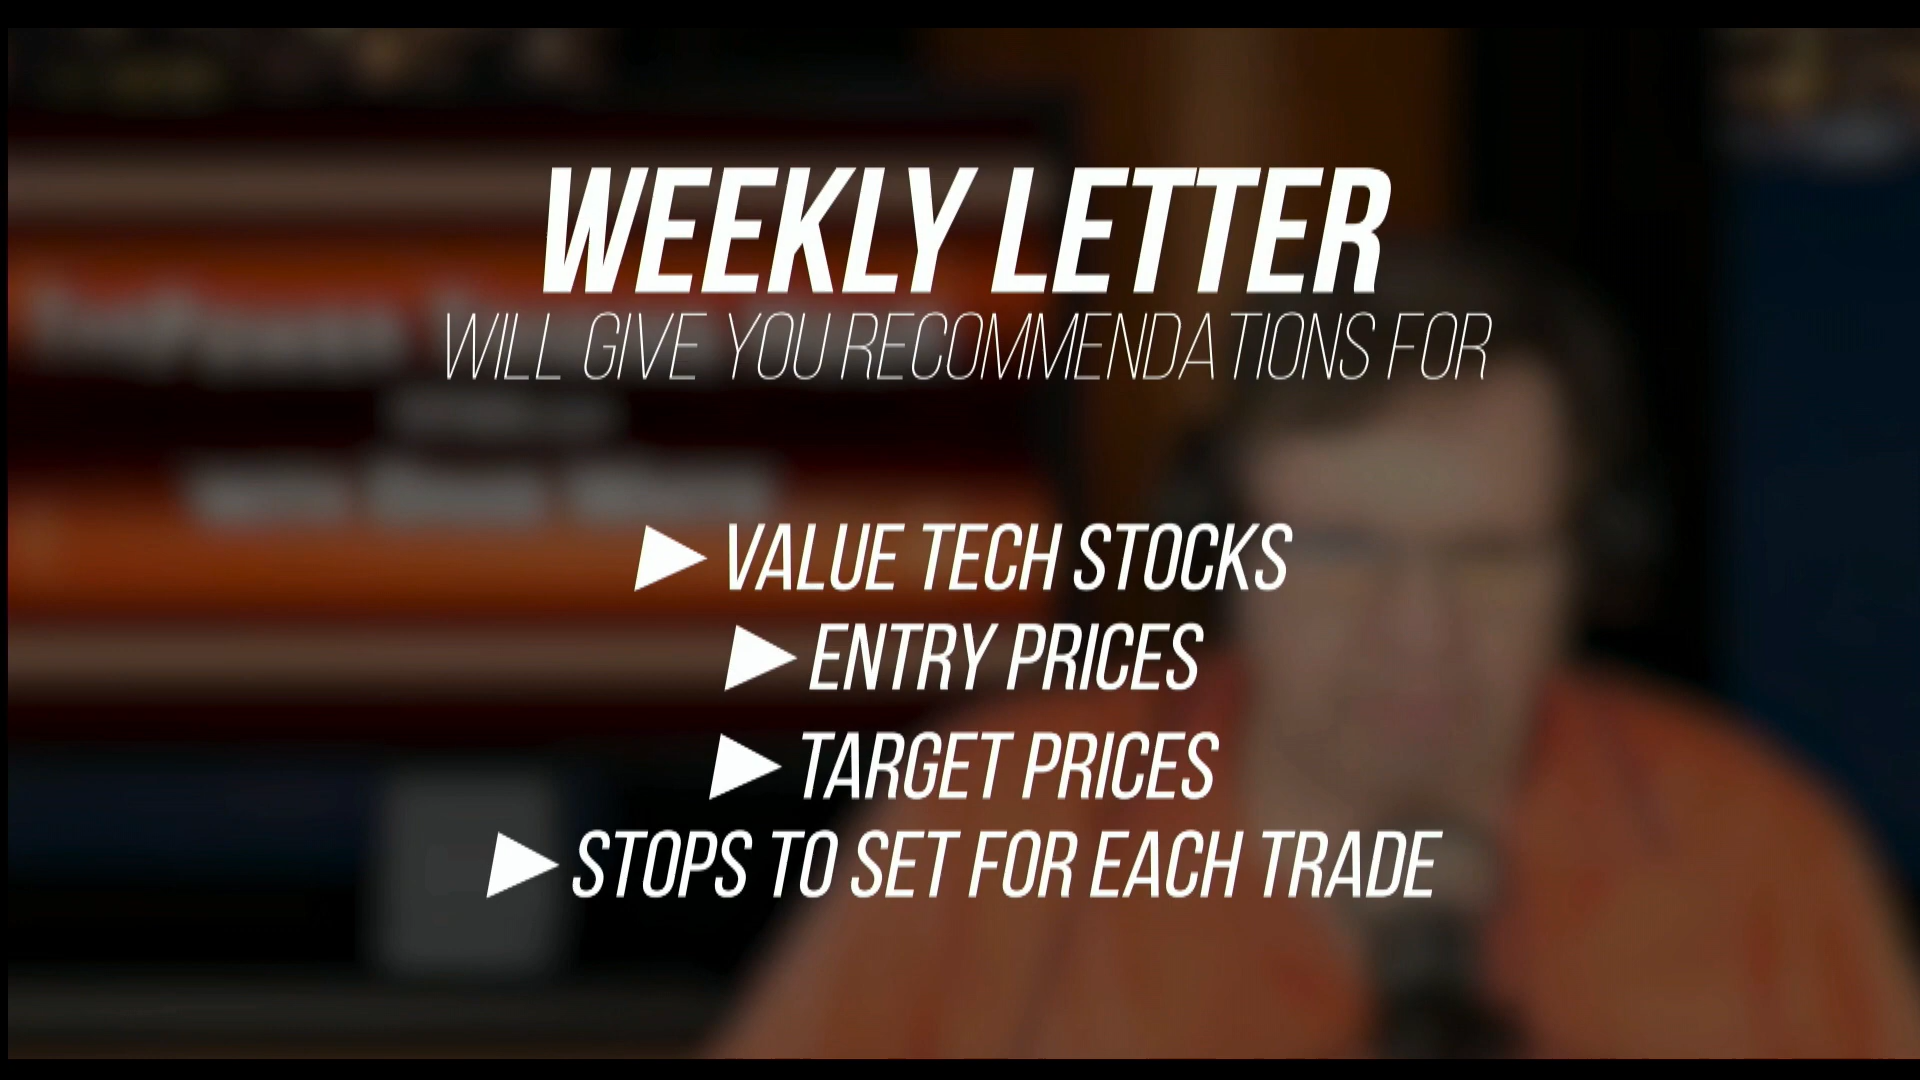 WEEKLY LETTER
WILL GIVE YOU RECOMMENDATIONS FOR
▶ VALUE TECH STOCKS
▶ ENTRY PRICES
▶ TARGET PRICES
▶ STOPS TO SET FOR EACH TRADE